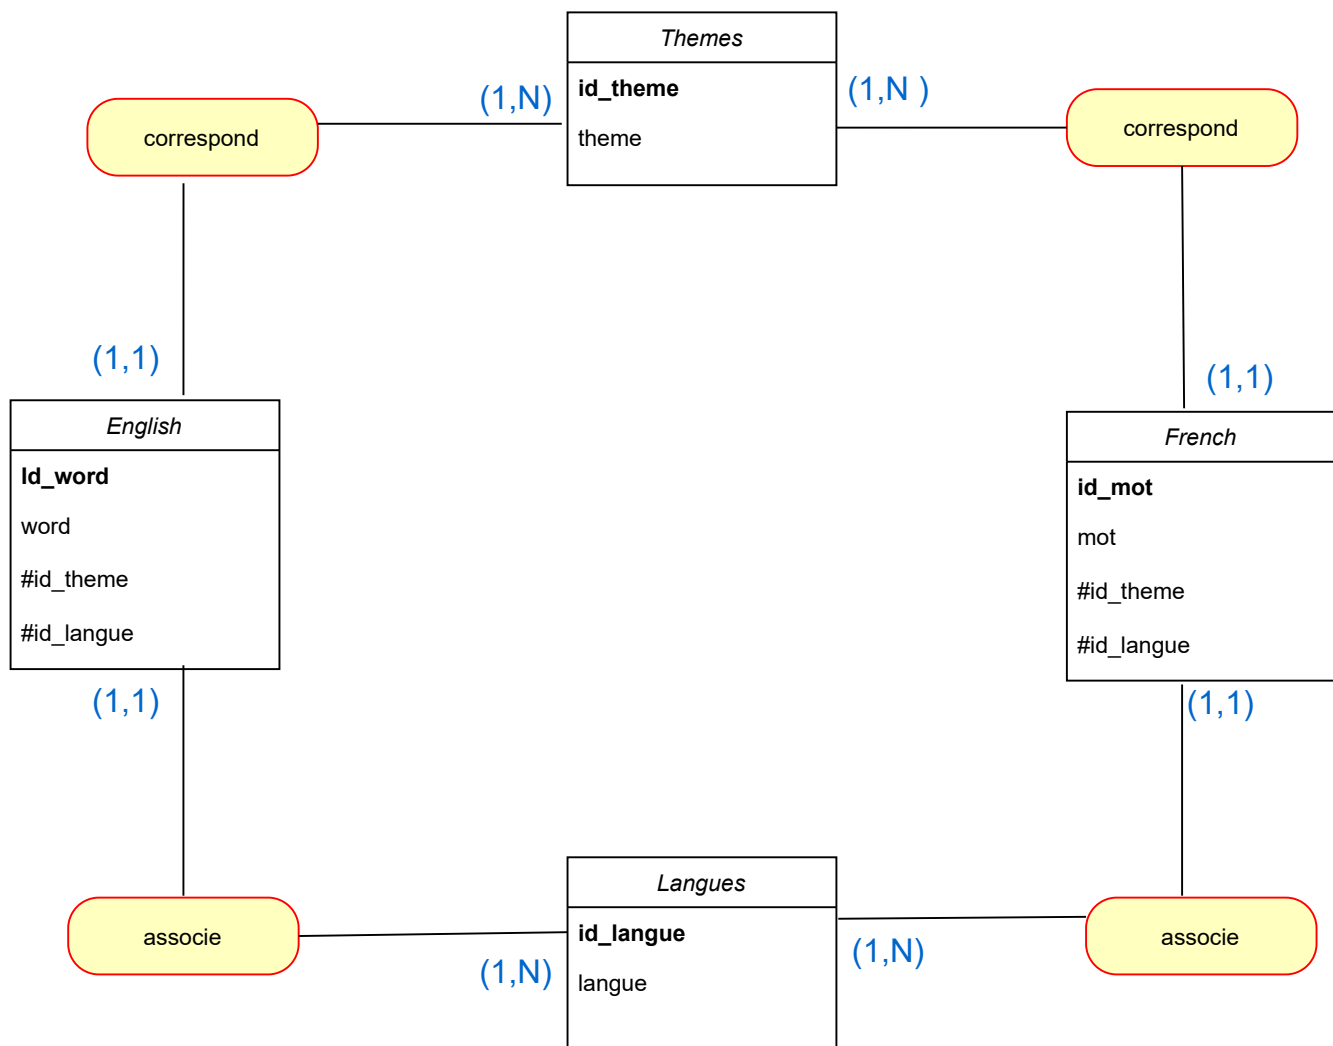 Themes
id_theme
theme
(1,N)
(1,N )
correspond
correspond
(1,1)
(1,1)
English
Id_word
word
#id_theme
#id_langue
French
id_mot
mot
#id_theme
#id_langue
(1,1)
(1,1)
Langues
id_langue
langue
associe
associe
(1,N)
(1,N)